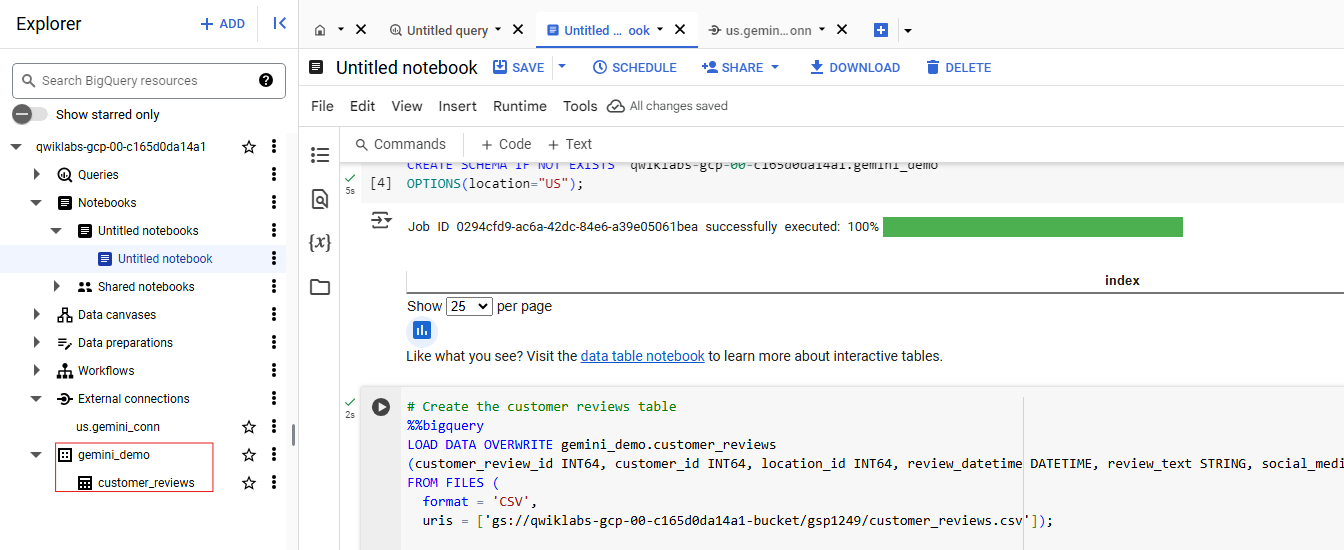 Explorer
+ ADD
Untitled query
Untitled ... ook
us.gemin...onn
Search BigQuery resources
Show starred only
qwiklabs-gcp-00-c165d0da14a1
Queries
Notebooks
Untitled notebooks
Untitled notebook
Shared notebooks
Data canvases
Data preparations
Workflows
External connections
us.gemini_conn
gemini_demo
customer_reviews
Untitled notebook
SAVE
SCHEDULE
SHARE
DOWNLOAD
DELETE
File Edit View Insert Runtime Tools All changes saved
Commands + Code + Text
CREATE SCHEMA IF NOT EXISTS `qwiklabs-gcp-00-c165d0da14a1.gemini_demo
[4] OPTIONS(location="US");
5s
Job ID 0294cfd9-ac6a-42dc-84e6-a39e05061bea successfully executed: 100%
index
Show 25 per page
Like what you see? Visit the data table notebook to learn more about interactive tables.
2s
# Create the customer reviews table
%%bigquery
LOAD DATA OVERWRITE gemini_demo.customer_reviews
(customer_review_id INT64, customer_id INT64, location_id INT64, review_datetime DATETIME, review_text STRING, social_medi
FROM FILES (
format = 'CSV',
uris = ['gs://qwiklabs-gcp-00-c165d0da14a1-bucket/gsp1249/customer_reviews.csv']);